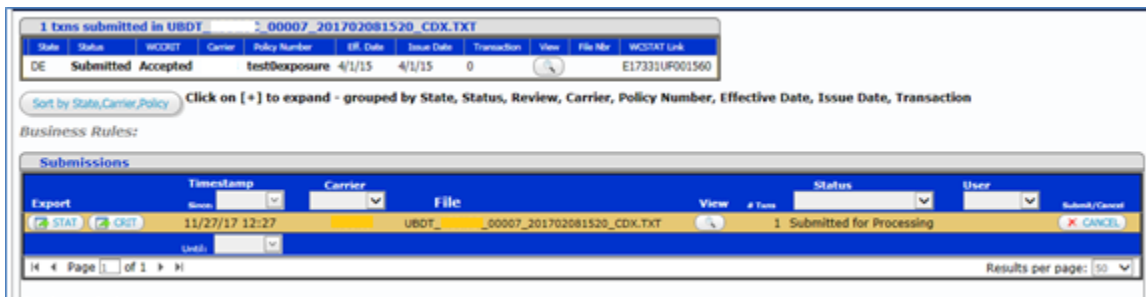 1 txns submitted in UBDT_ _00007_201702081520_CDX.TXT
State Status WCCRIT Carrier Policy Number Eff. Date Issue Date Transaction View File Nbr WCSTAT Link
DE Submitted Accepted test0exposure 4/1/15 4/1/15 0 E17331UF001560
Sort by State,Carrier,Policy Click on [+] to expand - grouped by State, Status, Review, Carrier, Policy Number, Effective Date, Issue Date, Transaction
Business Rules:
Submissions
Timestamp Carrier Status User
Export Since: File View # Txns Submit/Cancel
STAT CRIT 11/27/17 12:27 UBDT_ _00007_201702081520_CDX.TXT 1 Submitted for Processing CANCEL
Until:
Page 1 of 1 Results per page: 50